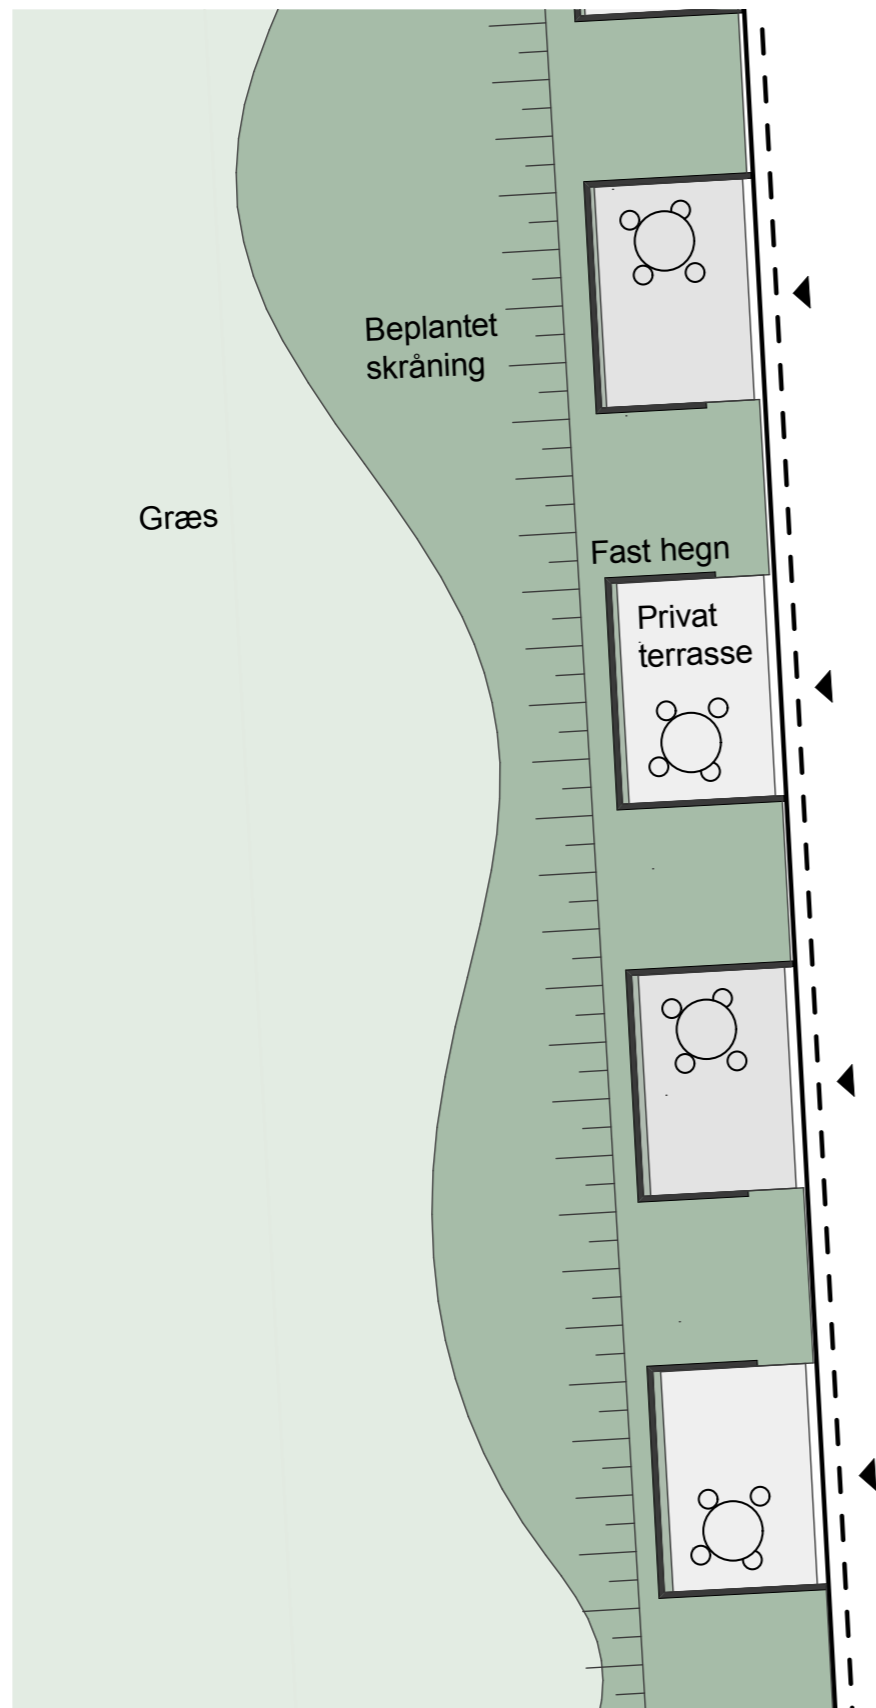 Beplantet
skråning
Græs
Fast hegn
Privat
terrasse